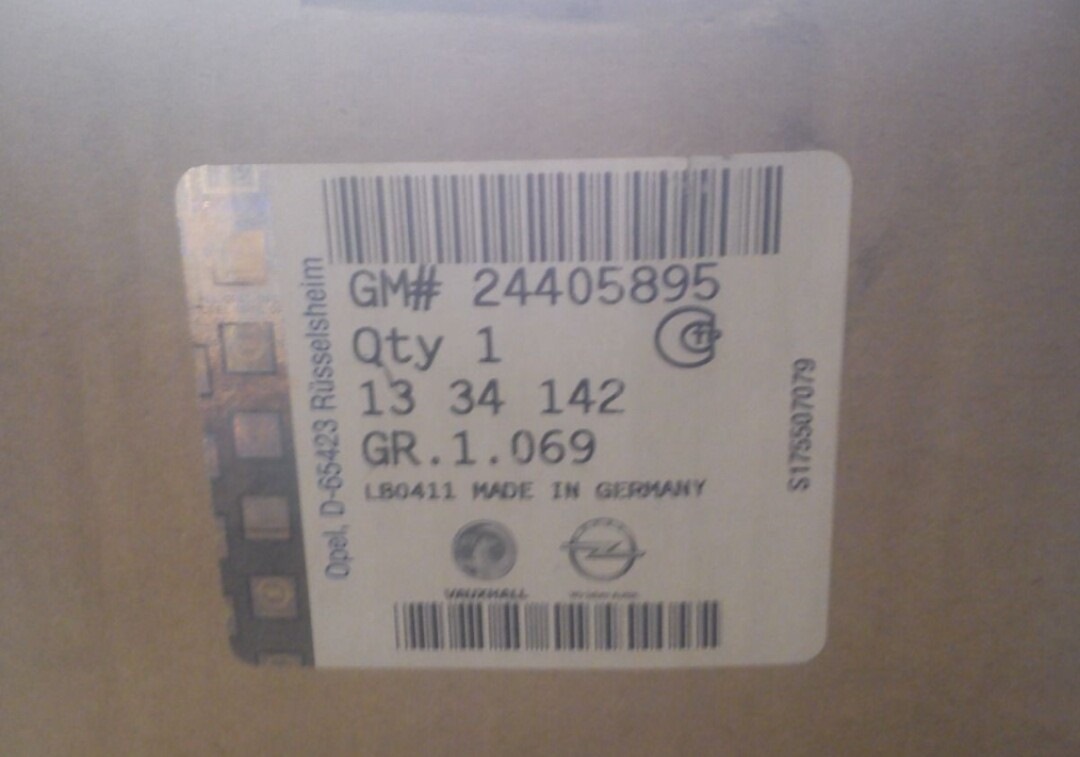 GM# 24405895
Qty 1
13 34 142
GR.1.069
LB0411 MADE IN GERMANY
VAUXHALL
Opel, D-65423 Rüsselsheim
S175507079